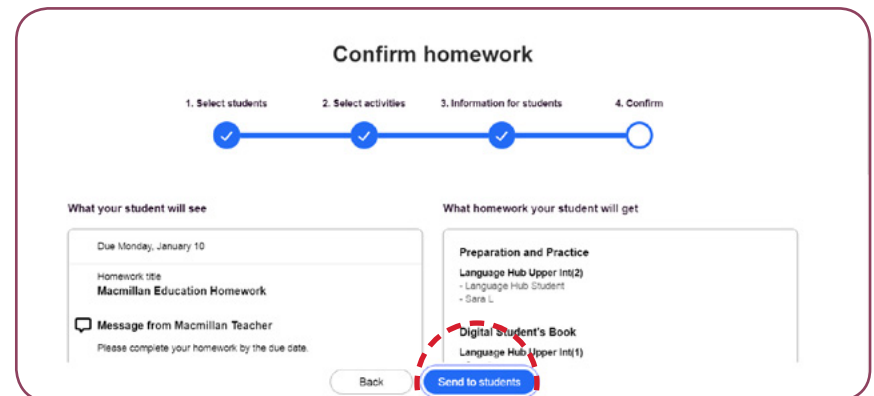 Confirm homework
1. Select students
2. Select activities
3. Information for students
4. Confirm
What your student will see
Due Monday, January 10
Homework title
Macmillan Education Homework
Message from Macmillan Teacher
Please complete your homework by the due date.
What homework your student will get
Preparation and Practice
Language Hub Upper Int(2)
- Language Hub Student
- Sara L
Digital Student's Book
Language Hub Upper Int(1)
Back
Send to students